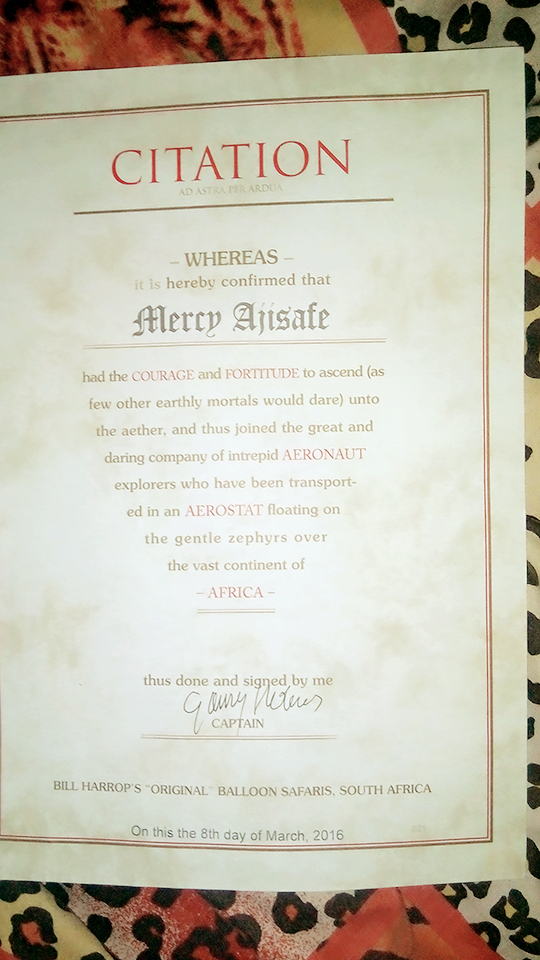 CITATION
AD ASTRA PER ARDUA
– WHEREAS –
it is hereby confirmed that
Mercy Ajisafe
had the COURAGE and FORTITUDE to ascend (as
few other earthly mortals would dare) unto
the aether, and thus joined the great and
daring company of intrepid AERONAUT
explorers who have been transport-
ed in an AEROSTAT floating on
the gentle zephyrs over
the vast continent of
– AFRICA –
thus done and signed by me
CAPTAIN
BILL HARROP'S "ORIGINAL" BALLOON SAFARIS. SOUTH AFRICA
On this the 8th day of March, 2016